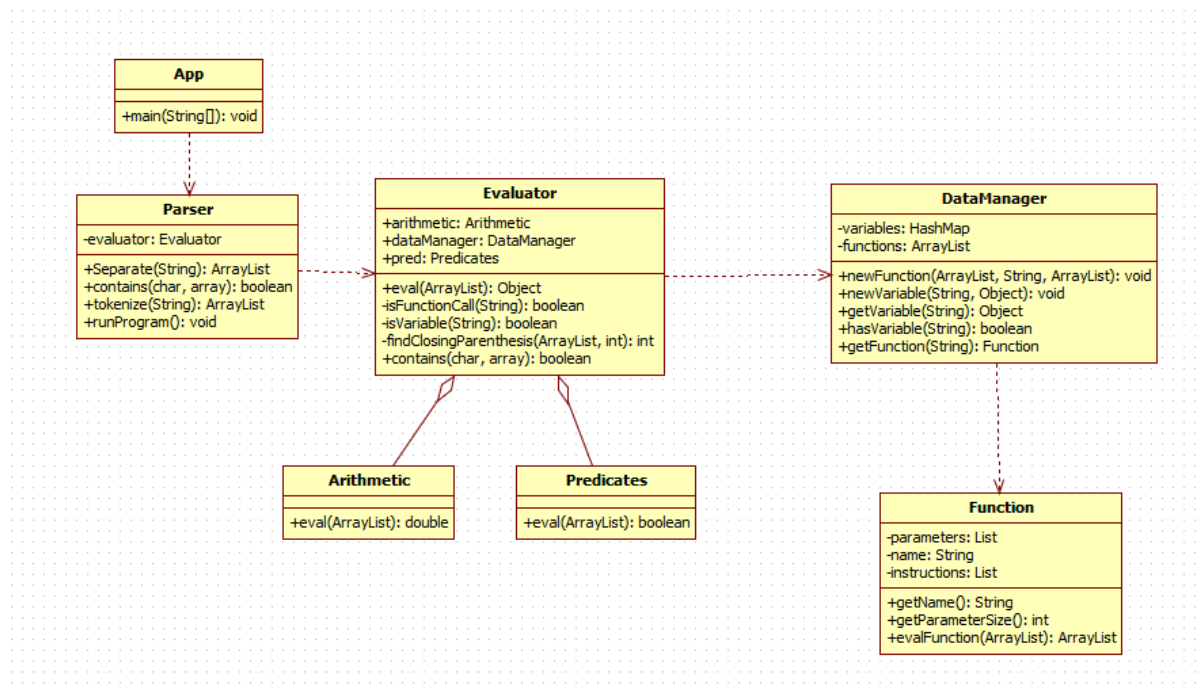 App
+main(String[]): void
Parser
-evaluator: Evaluator
+Separate(String): ArrayList
+contains(char, array): boolean
+tokenize(String): ArrayList
+runProgram(): void
Evaluator
+arithmetic: Arithmetic
+dataManager: DataManager
+pred: Predicates
+eval(ArrayList): Object
-isFunctionCall(String): boolean
-isVariable(String): boolean
-findClosingParenthesis(ArrayList, int): int
+contains(char, array): boolean
DataManager
-variables: HashMap
-functions: ArrayList
+newFunction(ArrayList, String, ArrayList): void
+newVariable(String, Object): void
+getVariable(String): Object
+hasVariable(String): boolean
+getFunction(String): Function
Arithmetic
+eval(ArrayList): double
Predicates
+eval(ArrayList): boolean
Function
-parameters: List
-name: String
-instructions: List
+getName(): String
+getParameterSize(): int
+evalFunction(ArrayList): ArrayList